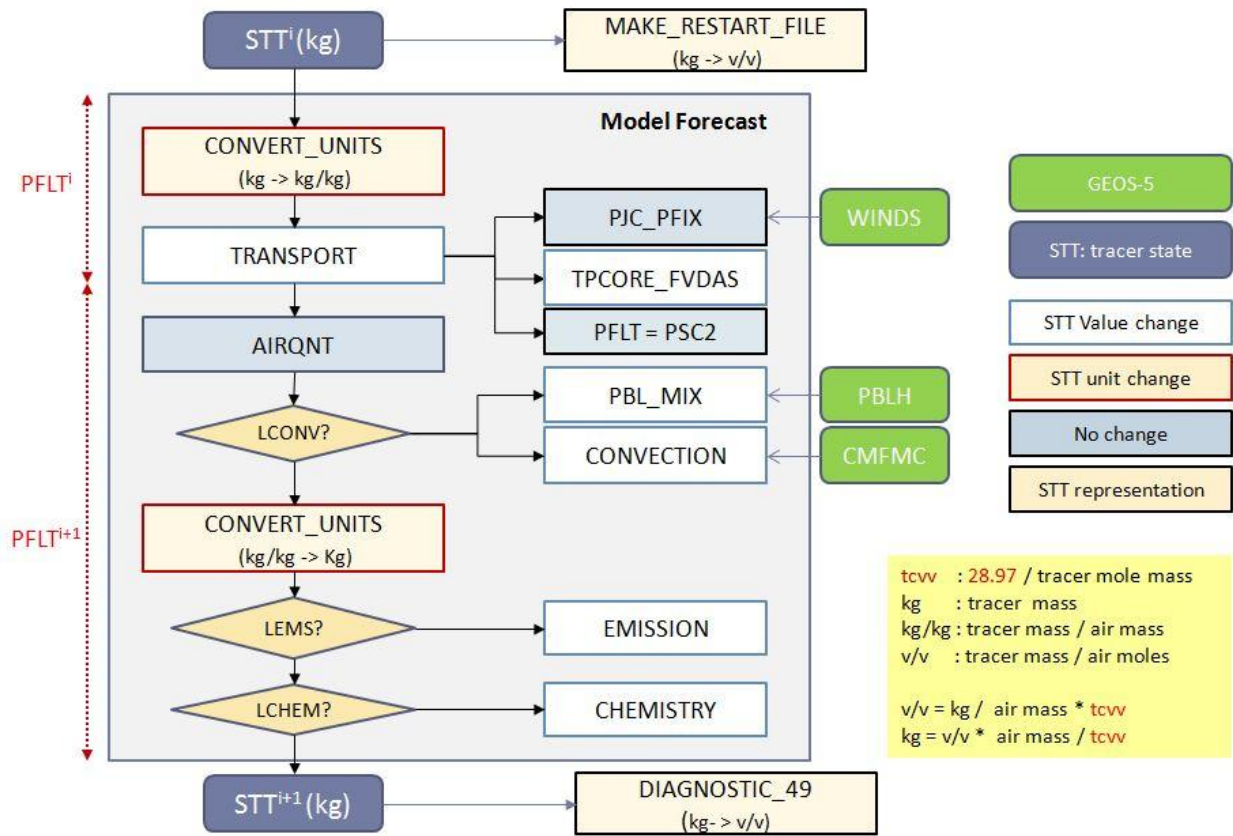 STTⁱ (kg)
MAKE_RESTART_FILE
(kg -> v/v)
Model Forecast
CONVERT_UNITS
(kg -> kg/kg)
PFLTⁱ
TRANSPORT
PJC_PFIX
WINDS
TPCORE_FVDAS
PFLT = PSC2
AIRQNT
LCONV?
PBL_MIX
PBLH
CONVECTION
CMFMC
CONVERT_UNITS
(kg/kg -> Kg)
PFLTⁱ⁺¹
LEMS?
EMISSION
LCHEM?
CHEMISTRY
STTⁱ⁺¹ (kg)
DIAGNOSTIC_49
(kg-> v/v)
GEOS-5
STT: tracer state
STT Value change
STT unit change
No change
STT representation
tcvv : 28.97 / tracer mole mass
kg : tracer mass
kg/kg : tracer mass / air mass
v/v : tracer mass / air moles
v/v = kg / air mass * tcvv
kg = v/v * air mass / tcvv